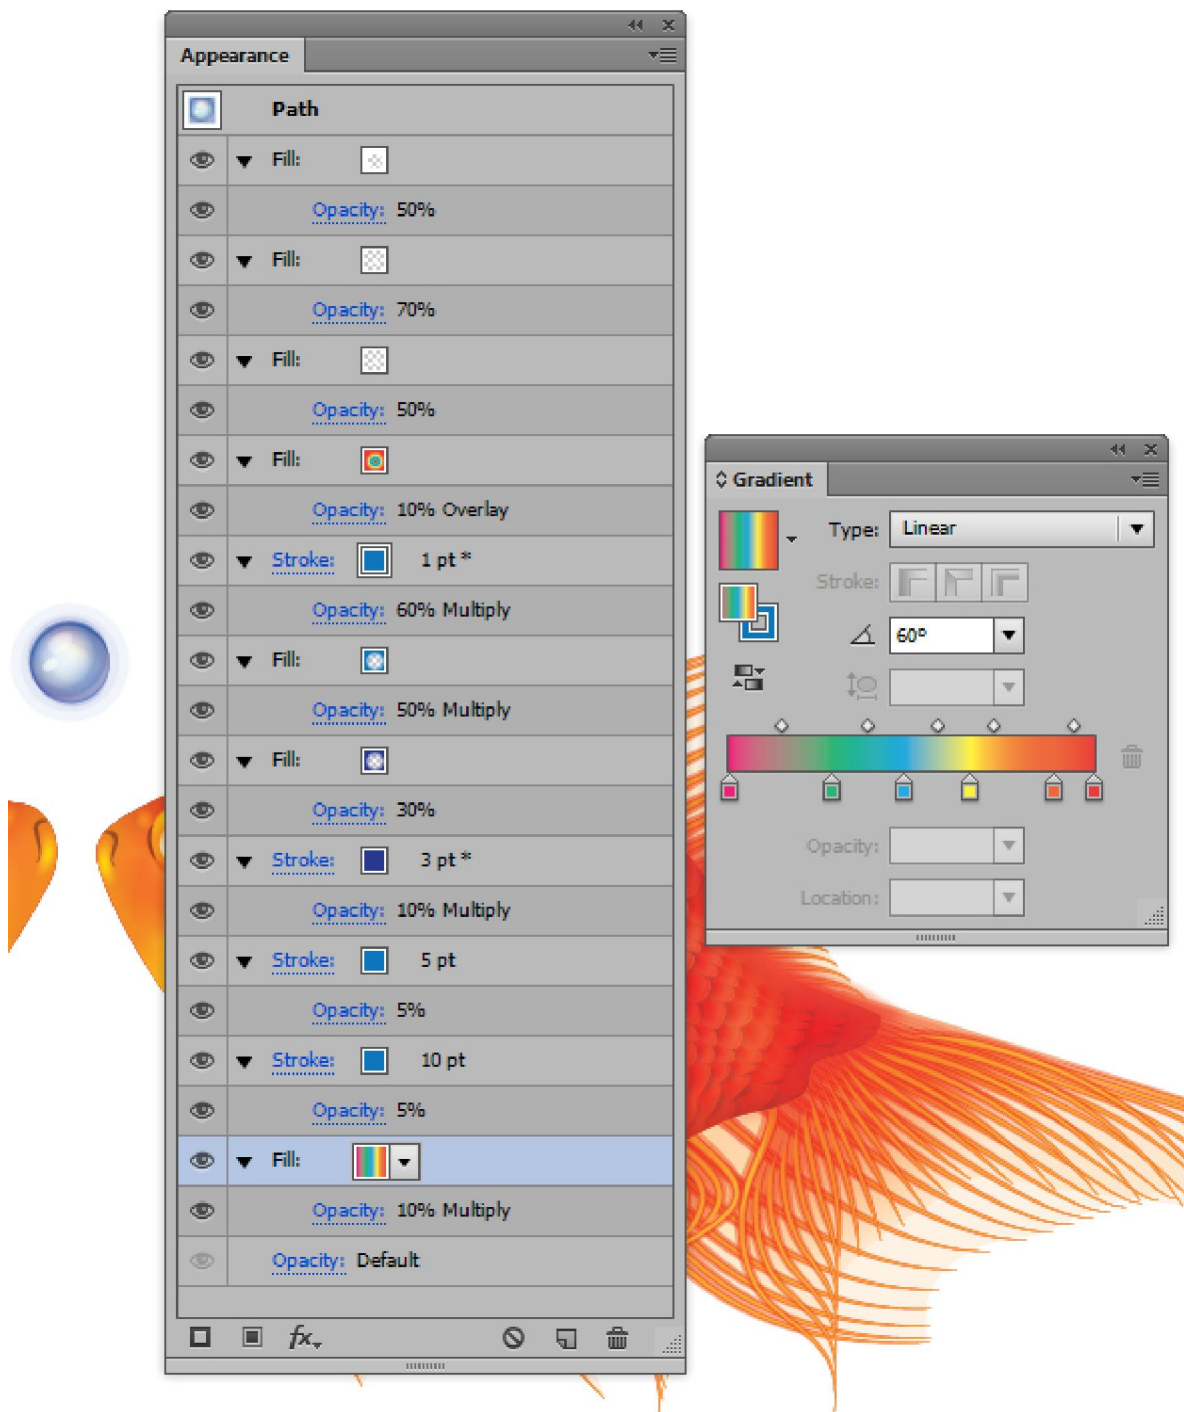 Appearance
Path
Fill:
Opacity: 50%
Fill:
Opacity: 70%
Fill:
Opacity: 50%
Fill:
Opacity: 10% Overlay
Stroke: 1 pt *
Opacity: 60% Multiply
Fill:
Opacity: 50% Multiply
Fill:
Opacity: 30%
Stroke: 3 pt *
Opacity: 10% Multiply
Stroke: 5 pt
Opacity: 5%
Stroke: 10 pt
Opacity: 5%
Fill:
Opacity: 10% Multiply
Opacity: Default
fx
Gradient
Type: Linear
Stroke:
60°
Opacity:
Location: